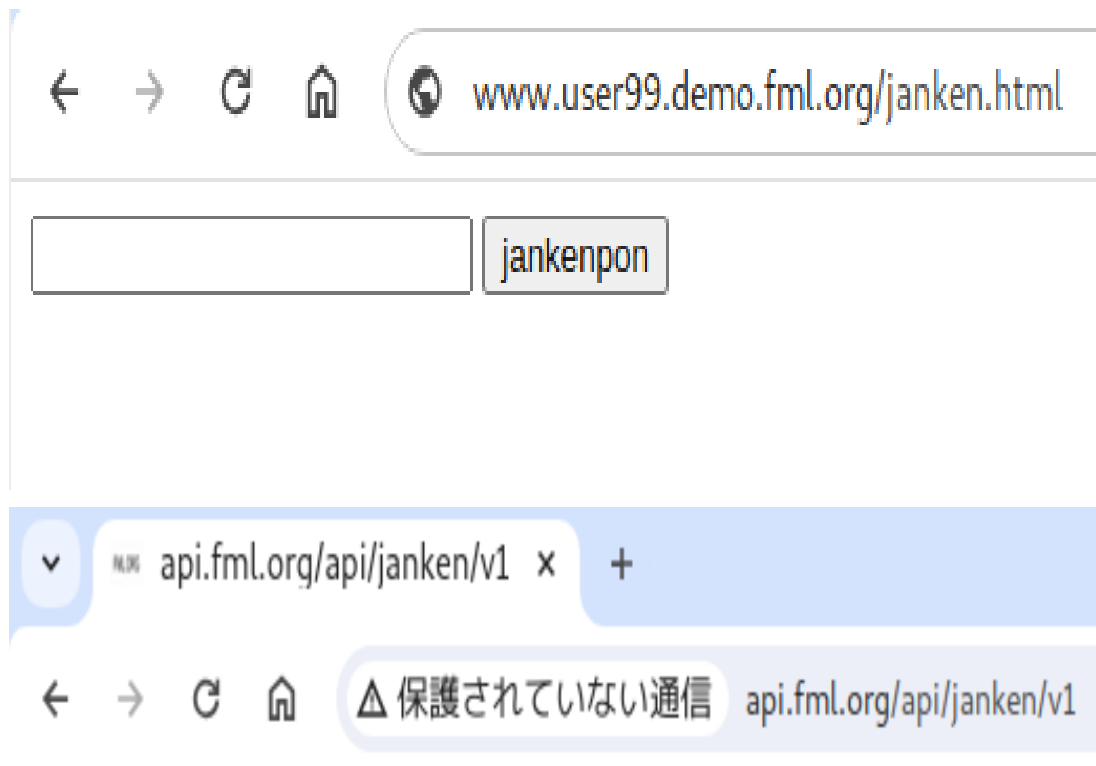 www.user99.demo.fml.org/janken.html
jankenpon
api.fml.org/api/janken/v1 × +
保護されていない通信 api.fml.org/api/janken/v1